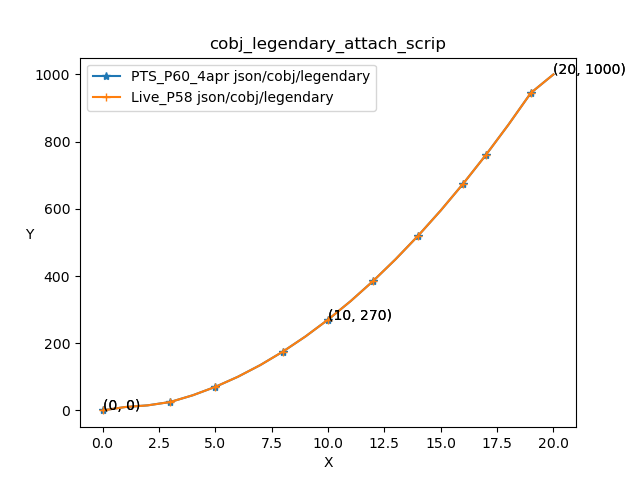 cobj_legendary_attach_scrip
PTS_P60_4apr json/cobj/legendary
Live_P58 json/cobj/legendary
(20, 1000)
(10, 270)
(0, 0)
Y
1000
800
600
400
200
0
0.0 2.5 5.0 7.5 10.0 12.5 15.0 17.5 20.0
X